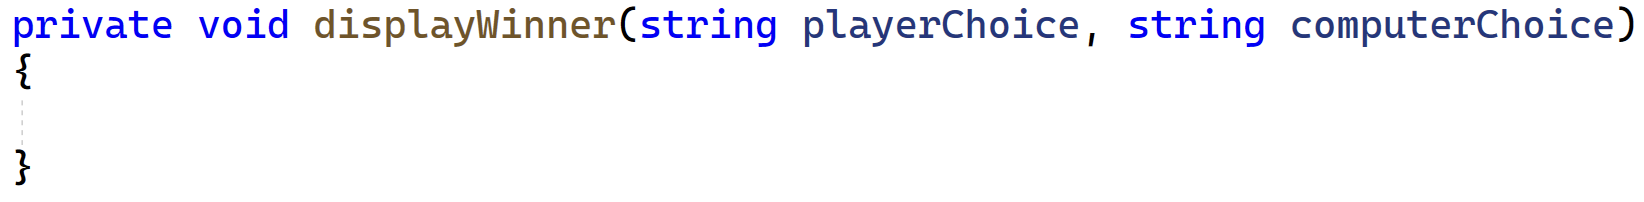 private void displayWinner(string playerChoice, string computerChoice)
{
}